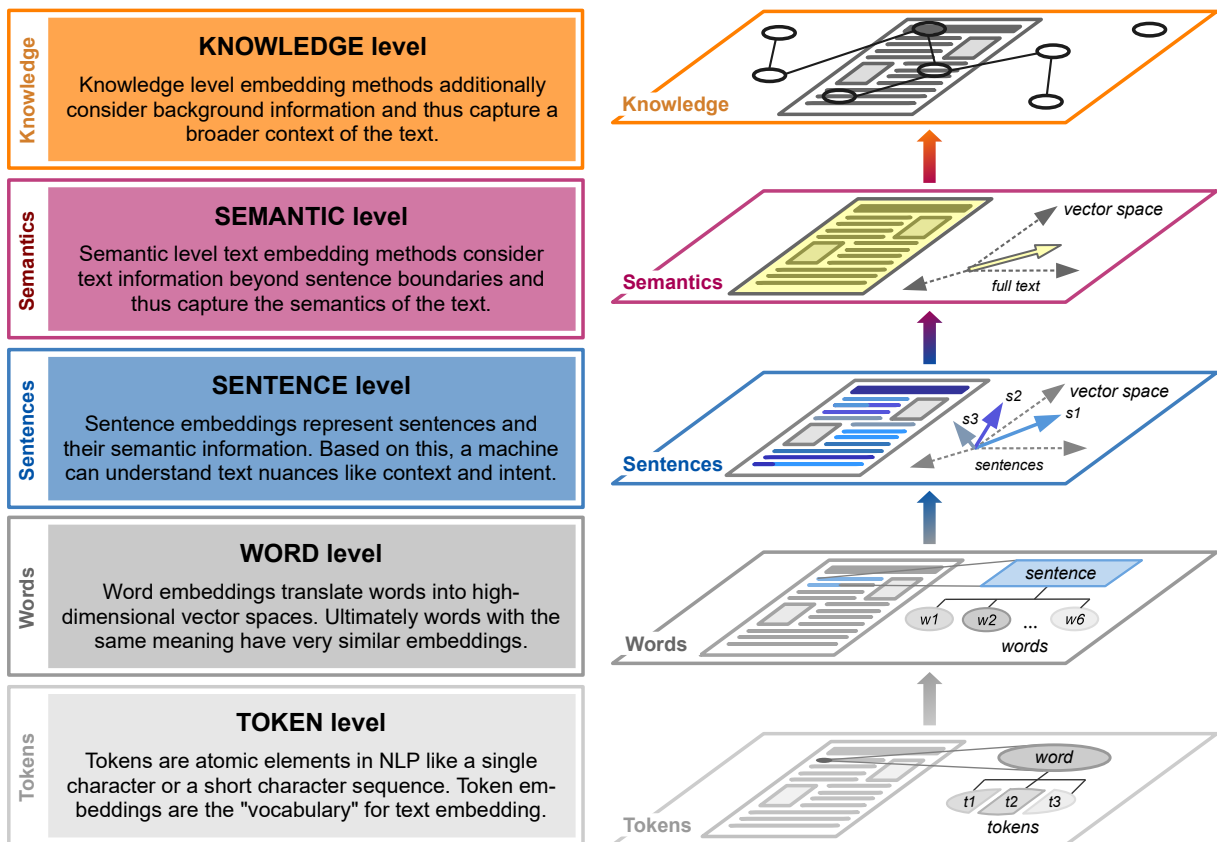 Knowledge
KNOWLEDGE level
Knowledge level embedding methods additionally
consider background information and thus capture a
broader context of the text.
Knowledge
Semantics
SEMANTIC level
Semantic level text embedding methods consider
text information beyond sentence boundaries and
thus capture the semantics of the text.
vector space
Semantics
full text
Sentences
SENTENCE level
Sentence embeddings represent sentences and
their semantic information. Based on this, a machine
can understand text nuances like context and intent.
s2
vector space
s3
s1
Sentences
sentences
Words
WORD level
Word embeddings translate words into high-
dimensional vector spaces. Ultimately words with the
same meaning have very similar embeddings.
sentence
w1 w2 ... w6
Words
words
Tokens
TOKEN level
Tokens are atomic elements in NLP like a single
character or a short character sequence. Token em-
beddings are the "vocabulary" for text embedding.
word
t1 t2 t3
Tokens
tokens